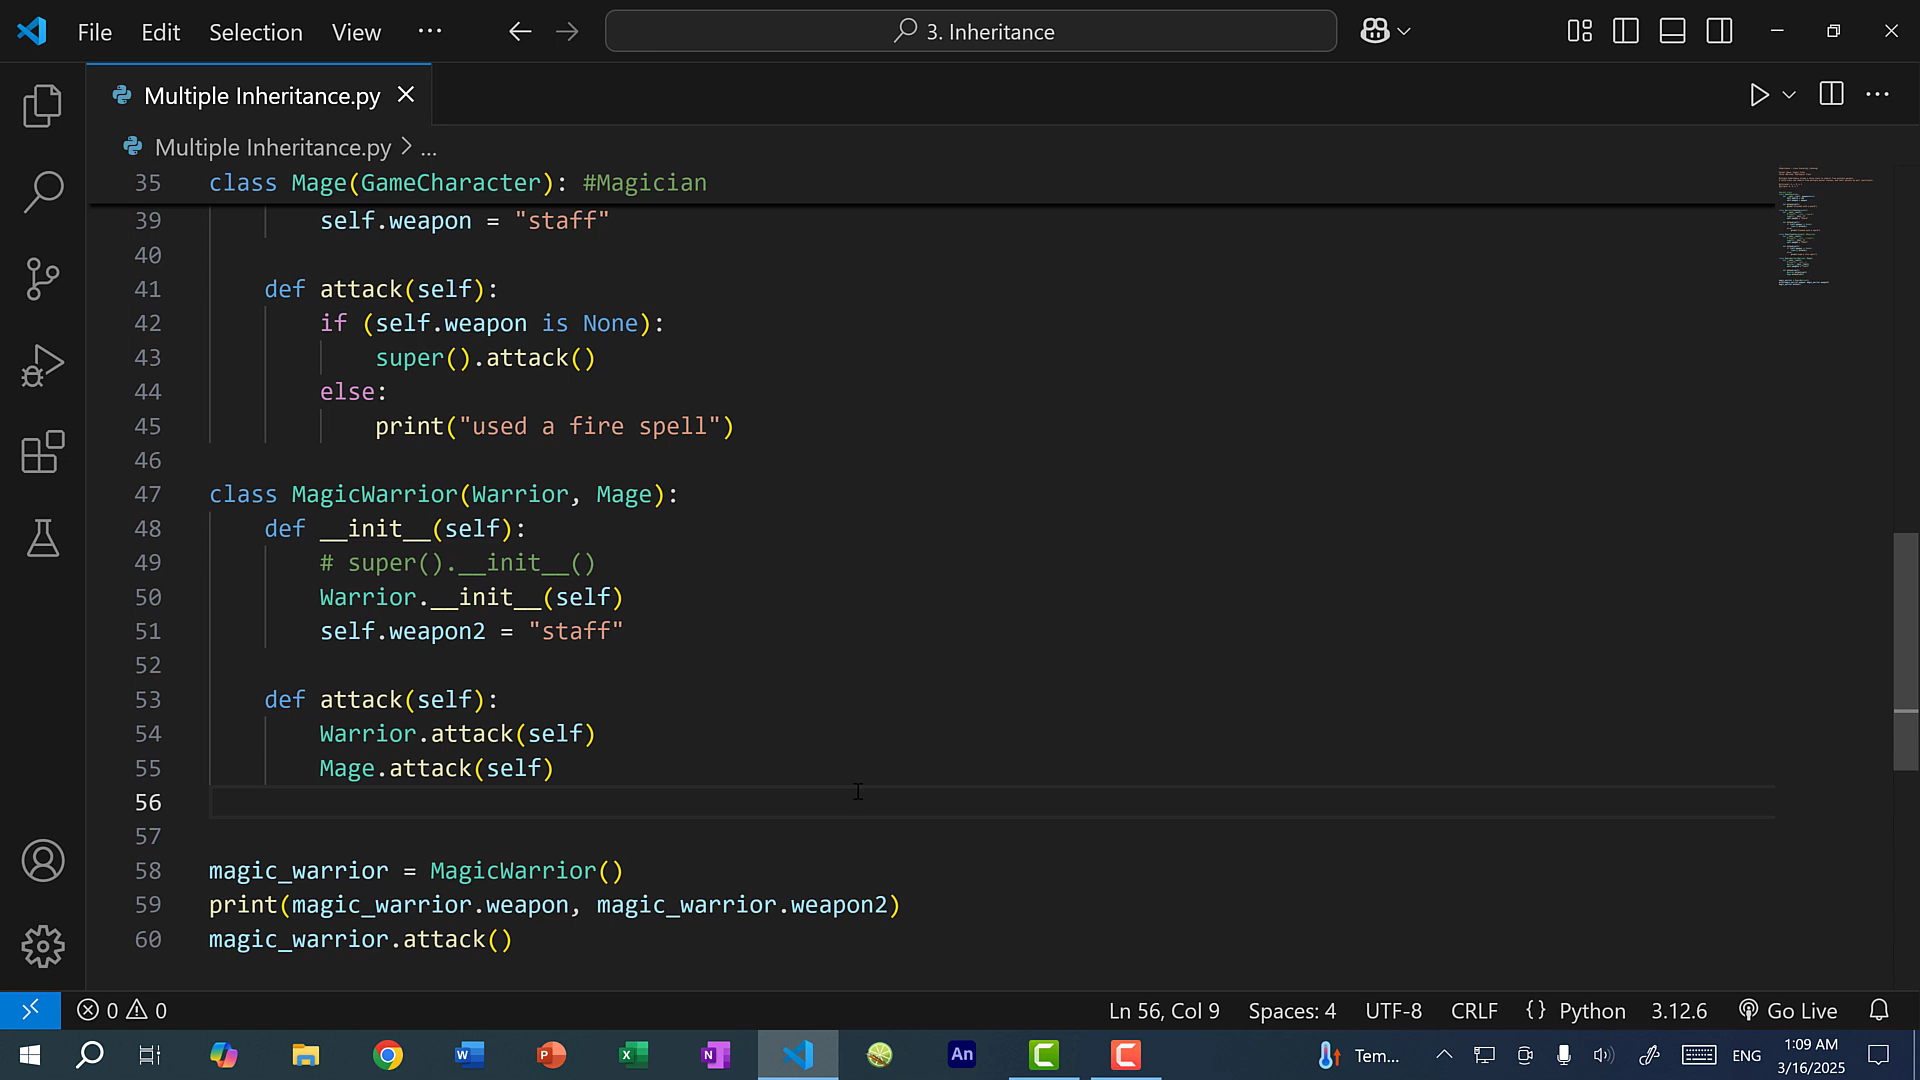 File Edit Selection View ... 3. Inheritance
Multiple Inheritance.py
Multiple Inheritance.py > ...
35 class Mage(GameCharacter): #Magician
39 self.weapon = "staff"
40
41 def attack(self):
42 if (self.weapon is None):
43 super().attack()
44 else:
45 print("used a fire spell")
46
47 class MagicWarrior(Warrior, Mage):
48 def __init__(self):
49 # super().__init__()
50 Warrior.__init__(self)
51 self.weapon2 = "staff"
52
53 def attack(self):
54 Warrior.attack(self)
55 Mage.attack(self)
56
57
58 magic_warrior = MagicWarrior()
59 print(magic_warrior.weapon, magic_warrior.weapon2)
60 magic_warrior.attack()
0 0 Ln 56, Col 9 Spaces: 4 UTF-8 CRLF {} Python 3.12.6 Go Live
An Tem... ENG 1:09 AM
3/16/2025